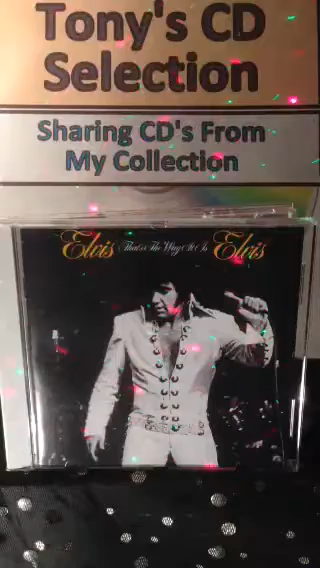 Tony's CD
Selection
Sharing CD's From
My Collection
Elvis That's The Way It Is Elvis